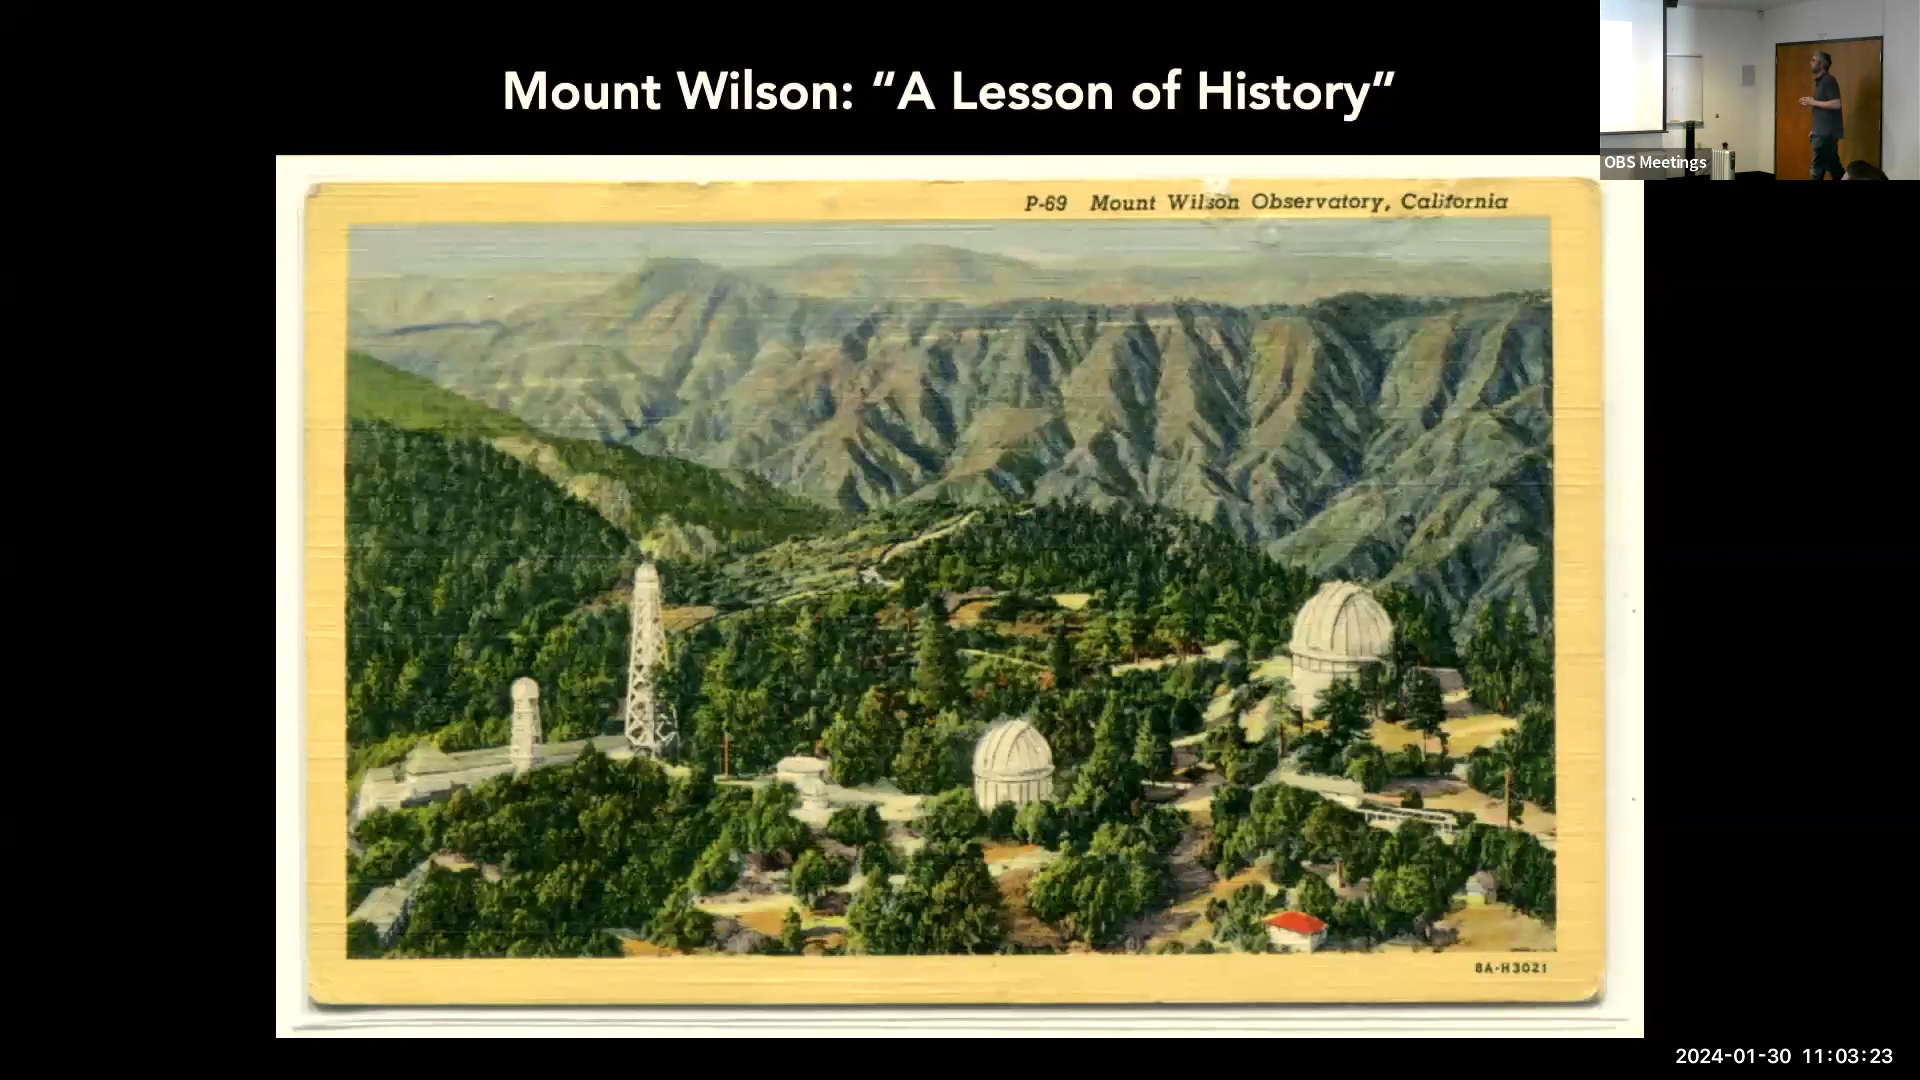 Mount Wilson: “A Lesson of History”
OBS Meetings
P-69 Mount Wilson Observatory, California
8A-H3021
2024-01-30 11:03:23